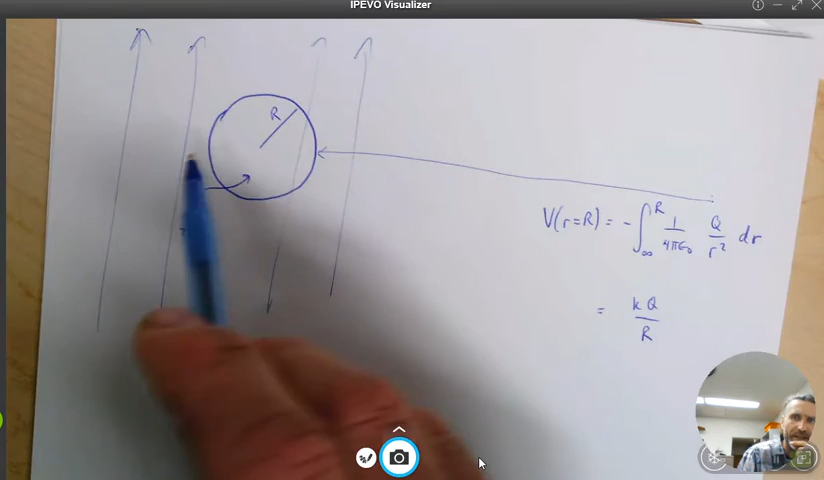 IPEVO Visualizer
R
V(r=R) = - ∫_∞^R 1/(4πε₀) Q/r² dr
= kQ/R